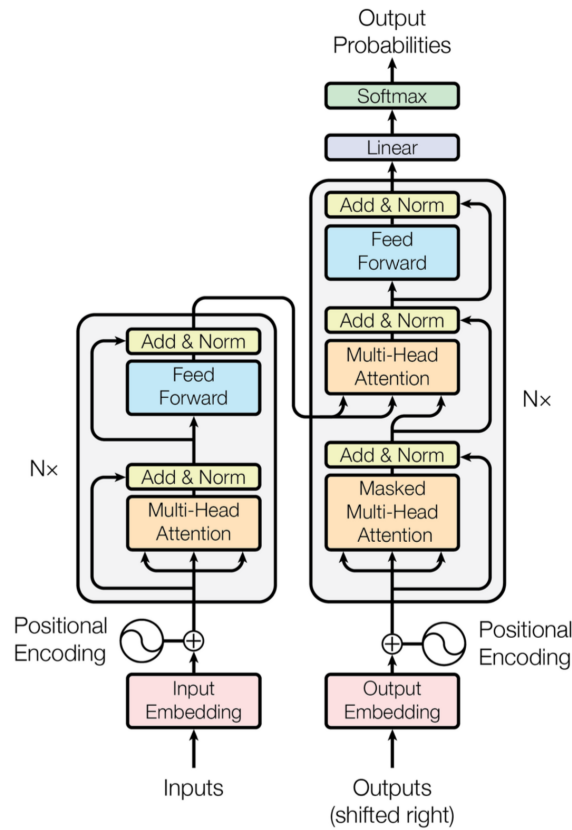 Output
Probabilities
Softmax
Linear
Add & Norm
Feed
Forward
Add & Norm
Multi-Head
Attention
Nx
Add & Norm
Masked
Multi-Head
Attention
Add & Norm
Feed
Forward
N×
Add & Norm
Multi-Head
Attention
Positional
Encoding
Positional
Encoding
Input
Embedding
Output
Embedding
Inputs
Outputs
(shifted right)